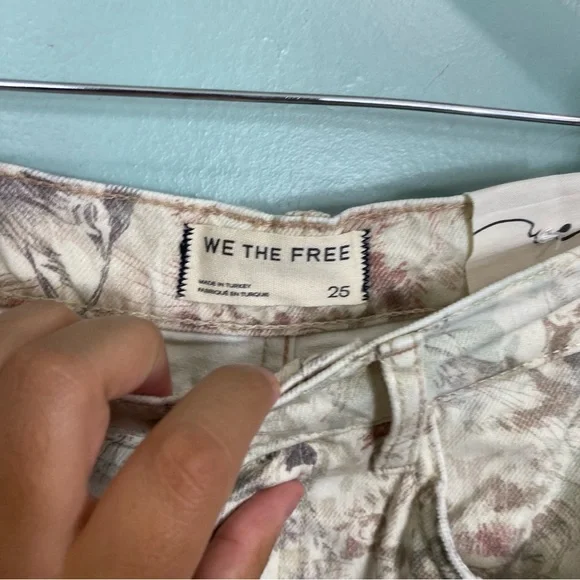 WE THE FREE
MADE IN TURKEY
FABRIQUÉ EN TURQUIE
25